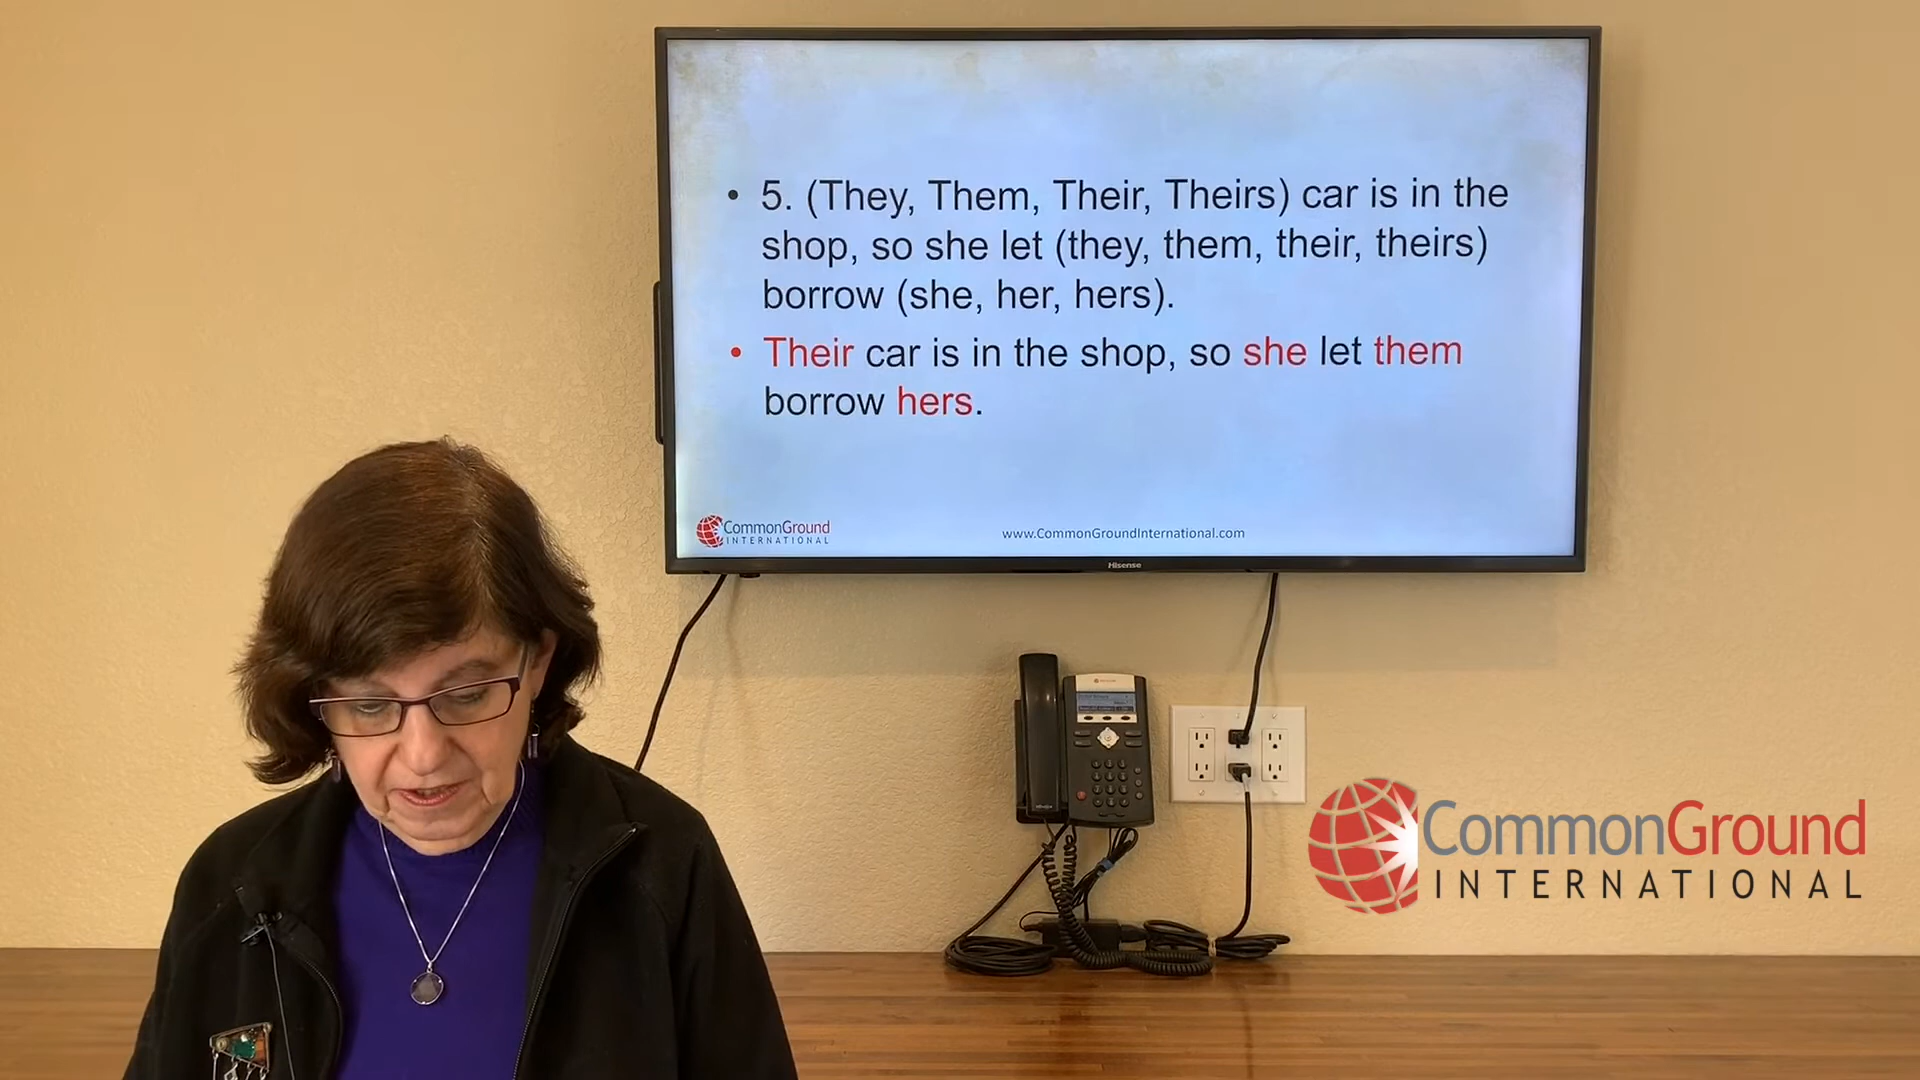 • 5. (They, Them, Their, Theirs) car is in the
shop, so she let (they, them, their, theirs)
borrow (she, her, hers).
• Their car is in the shop, so she let them
borrow hers.
CommonGround
INTERNATIONAL
www.CommonGroundInternational.com
Hisense
CommonGround
INTERNATIONAL